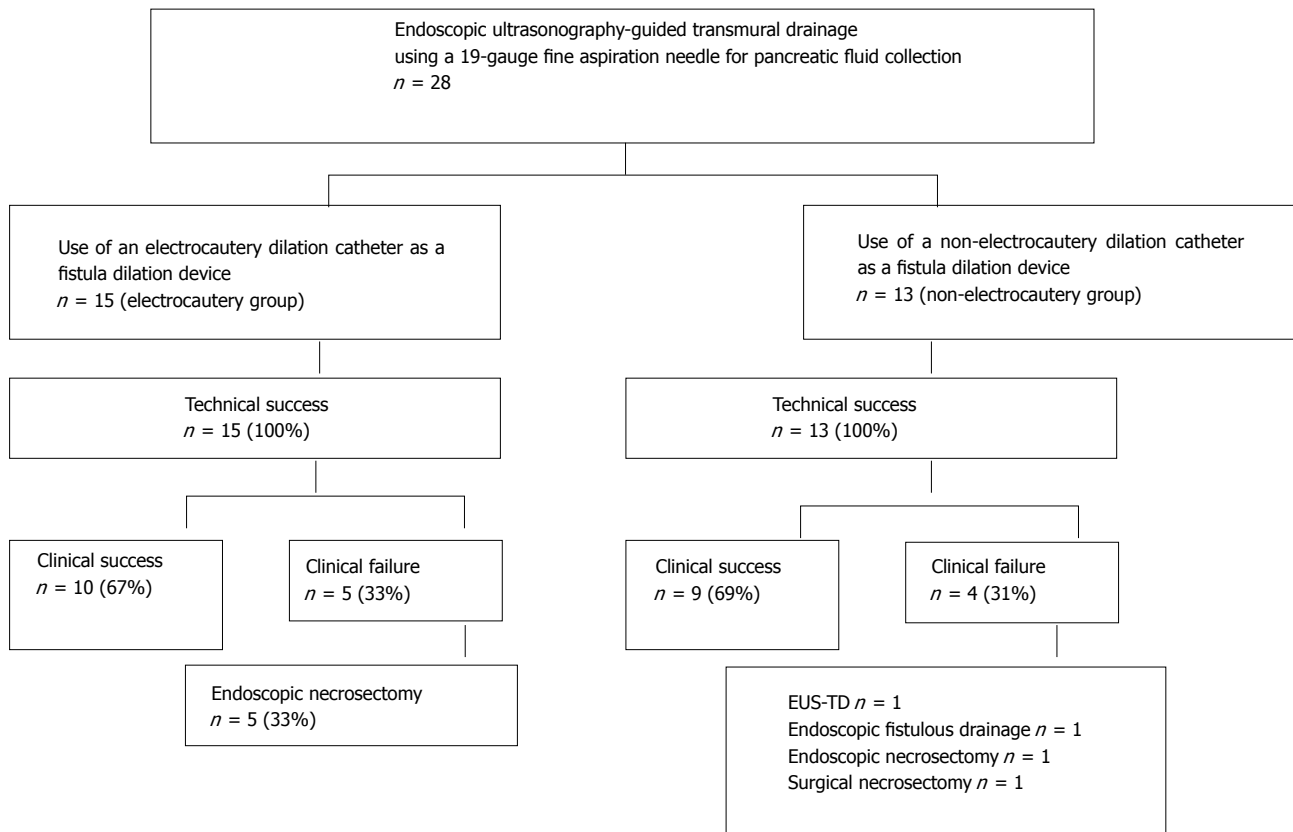 Endoscopic ultrasonography-guided transmural drainage
using a 19-gauge fine aspiration needle for pancreatic fluid collection
n = 28
Use of an electrocautery dilation catheter as a
fistula dilation device
n = 15 (electrocautery group)
Use of a non-electrocautery dilation catheter
as a fistula dilation device
n = 13 (non-electrocautery group)
Technical success
n = 15 (100%)
Technical success
n = 13 (100%)
Clinical success
n = 10 (67%)
Clinical failure
n = 5 (33%)
Clinical success
n = 9 (69%)
Clinical failure
n = 4 (31%)
Endoscopic necrosectomy
n = 5 (33%)
EUS-TD n = 1
Endoscopic fistulous drainage n = 1
Endoscopic necrosectomy n = 1
Surgical necrosectomy n = 1